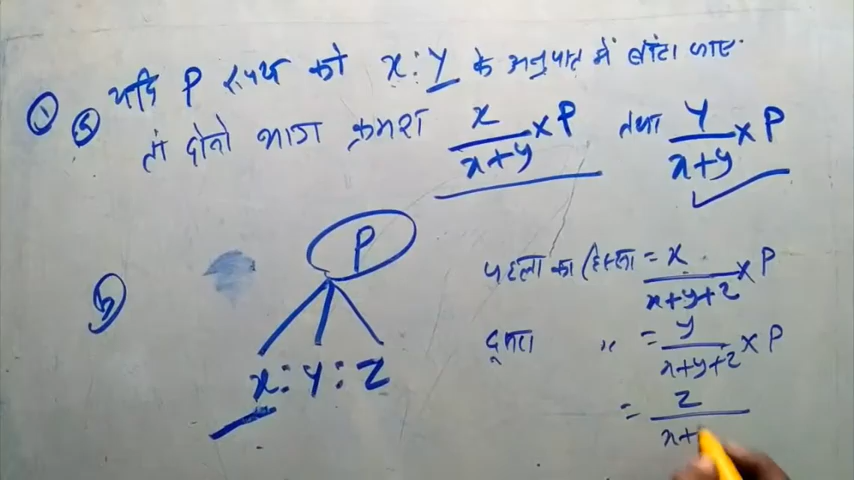 ① ⓐ यदि P रूपये को x : y के अनुपात में बांटा जाए
तो दोनो भाग क्रमश x/x+y × P तथा y/x+y × P
P
x : y : z
पहला का हिस्सा = x/x+y+z × P
दूसरा ,, = y/x+y+z × P
= z/x+